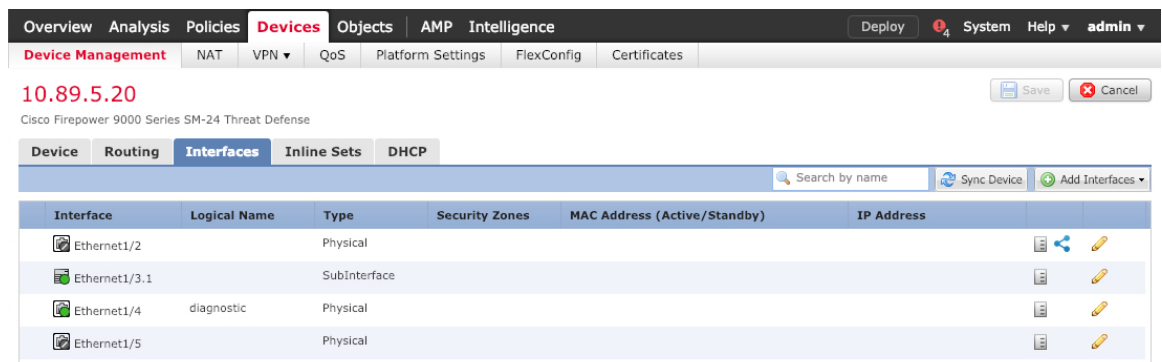 Overview Analysis Policies Devices Objects AMP Intelligence Deploy 4 System Help admin
Device Management NAT VPN QoS Platform Settings FlexConfig Certificates
10.89.5.20 Save Cancel
Cisco Firepower 9000 Series SM-24 Threat Defense
Device Routing Interfaces Inline Sets DHCP
Search by name Sync Device Add Interfaces
Interface Logical Name Type Security Zones MAC Address (Active/Standby) IP Address
Ethernet1/2 Physical
Ethernet1/3.1 SubInterface
Ethernet1/4 diagnostic Physical
Ethernet1/5 Physical